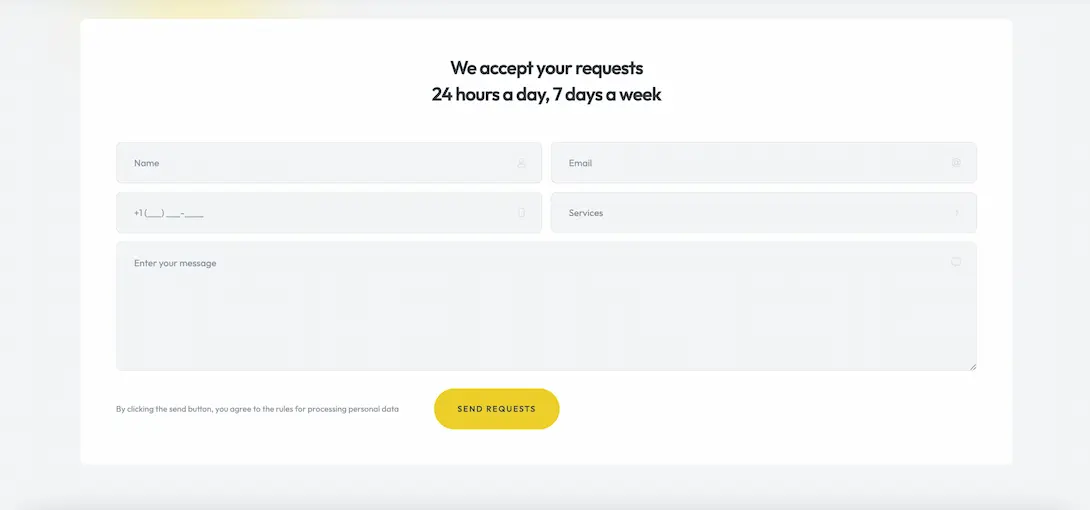 We accept your requests
24 hours a day, 7 days a week
Name
Email
+1 (___) ___-____
Services
Enter your message
By clicking the send button, you agree to the rules for processing personal data
SEND REQUESTS